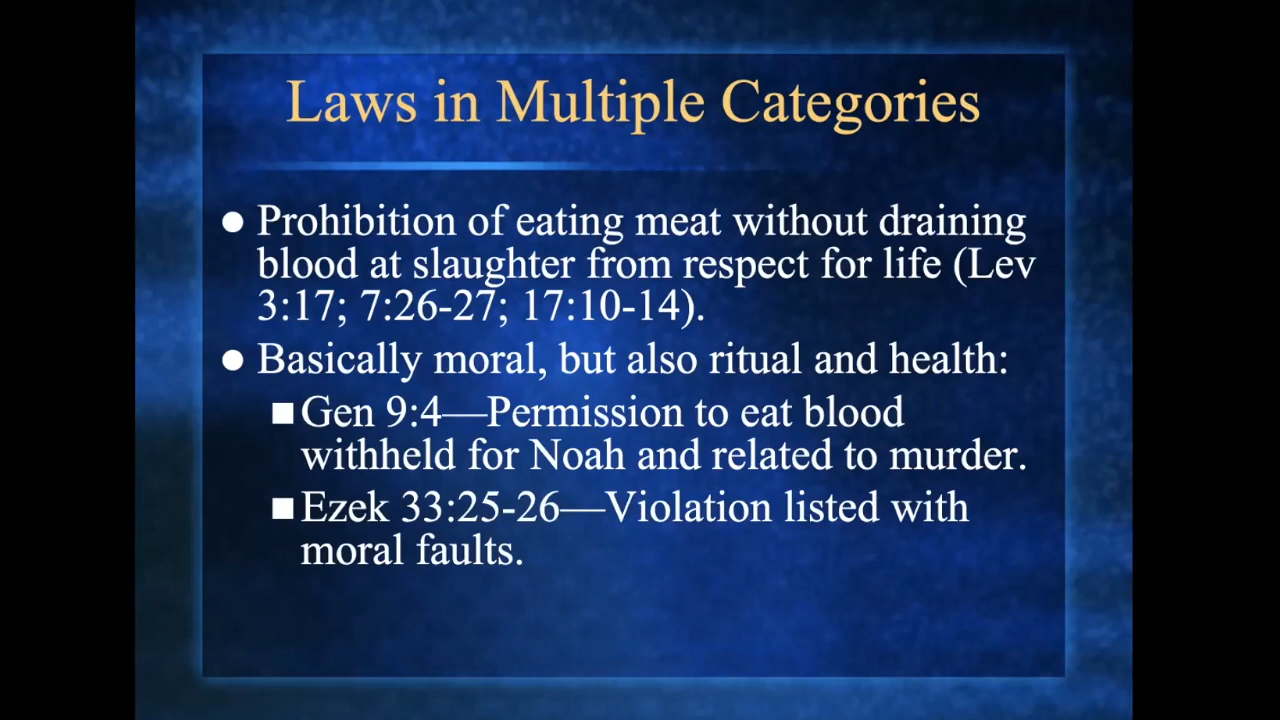 Laws in Multiple Categories
● Prohibition of eating meat without draining
blood at slaughter from respect for life (Lev
3:17; 7:26-27; 17:10-14).
● Basically moral, but also ritual and health:
■ Gen 9:4—Permission to eat blood
withheld for Noah and related to murder.
■ Ezek 33:25-26—Violation listed with
moral faults.